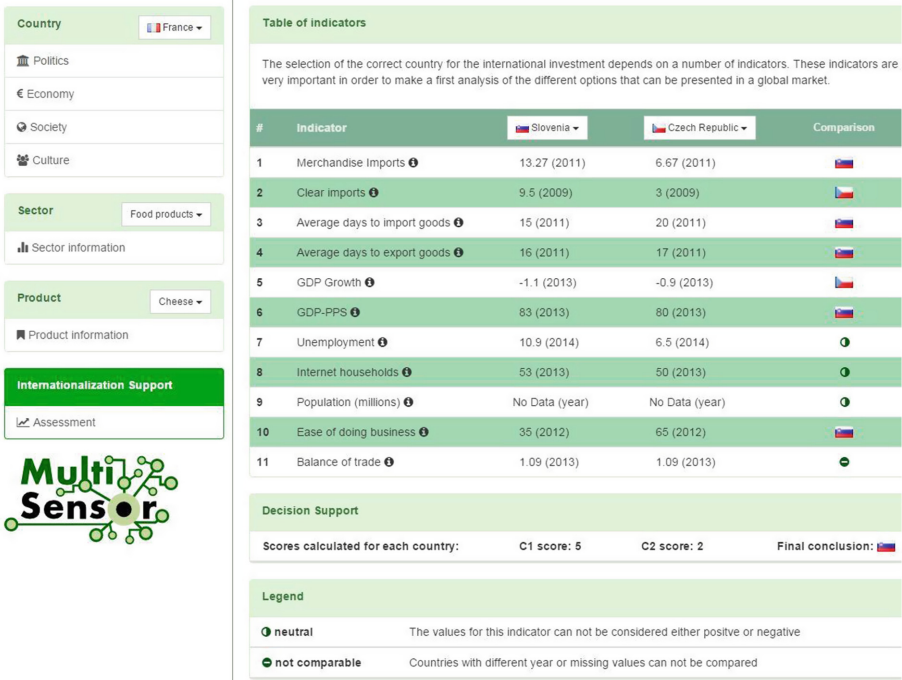 Country
France
Politics
€ Economy
Society
Culture
Sector
Food products
Sector information
Product
Cheese
Product information
Internationalization Support
Assessment
Multi
Sensor
Table of indicators
The selection of the correct country for the international investment depends on a number of indicators. These indicators are
very important in order to make a first analysis of the different options that can be presented in a global market.
# Indicator Slovenia Czech Republic Comparison
1 Merchandise Imports 13.27 (2011) 6.67 (2011)
2 Clear imports 9.5 (2009) 3 (2009)
3 Average days to import goods 15 (2011) 20 (2011)
4 Average days to export goods 16 (2011) 17 (2011)
5 GDP Growth -1.1 (2013) -0.9 (2013)
6 GDP-PPS 83 (2013) 80 (2013)
7 Unemployment 10.9 (2014) 6.5 (2014)
8 Internet households 53 (2013) 50 (2013)
9 Population (millions) No Data (year) No Data (year)
10 Ease of doing business 35 (2012) 65 (2012)
11 Balance of trade 1.09 (2013) 1.09 (2013)
Decision Support
Scores calculated for each country: C1 score: 5 C2 score: 2 Final conclusion:
Legend
neutral The values for this indicator can not be considered either positve or negative
not comparable Countries with different year or missing values can not be compared